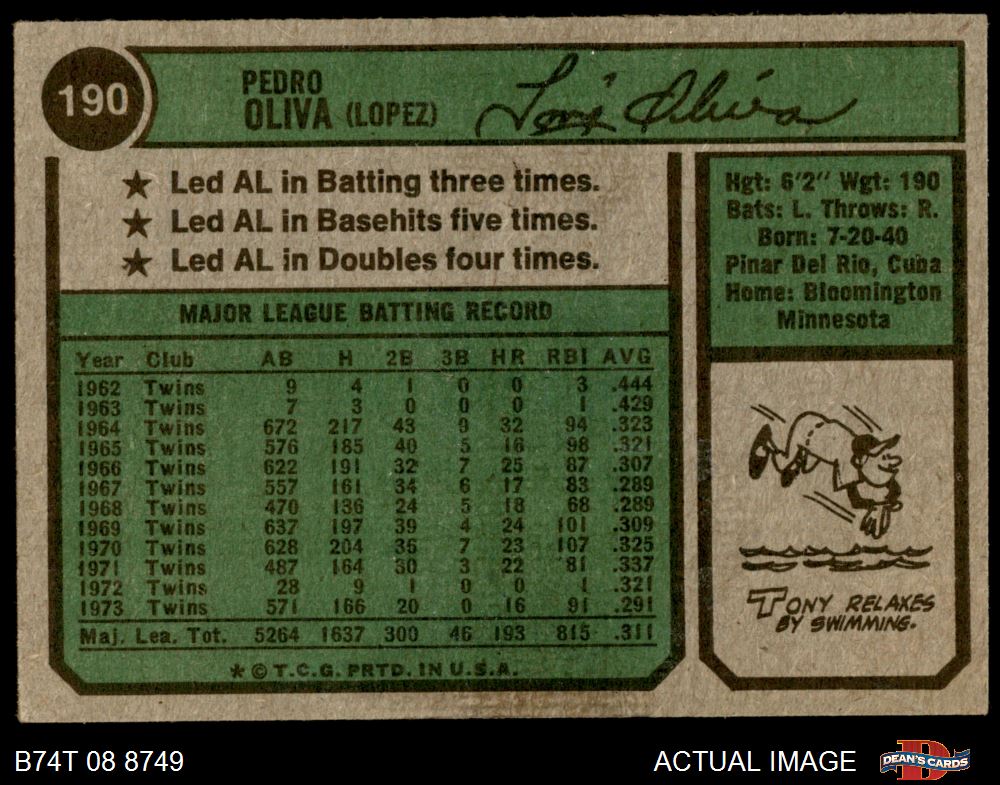 190
PEDRO
OLIVA (LOPEZ)
Toni Oliva
★ Led AL in Batting three times.
★ Led AL in Basehits five times.
★ Led AL in Doubles four times.
MAJOR LEAGUE BATTING RECORD
Year Club AB H 2B 3B HR RBI AVG
1962 Twins 9 4 1 0 0 3 .444
1963 Twins 7 3 0 0 0 1 .429
1964 Twins 672 217 43 9 32 94 .323
1965 Twins 576 185 40 5 16 98 .321
1966 Twins 622 191 32 7 25 87 .307
1967 Twins 557 161 34 6 17 83 .289
1968 Twins 470 136 24 5 18 68 .289
1969 Twins 637 197 39 4 24 101 .309
1970 Twins 628 204 36 7 23 107 .325
1971 Twins 487 164 30 3 22 81 .337
1972 Twins 28 9 1 0 0 1 .321
1973 Twins 571 166 20 0 16 91 .291
Maj. Lea. Tot. 5264 1637 300 46 193 815 .311
* © T.C.G. PRTD. IN U.S.A.
Hgt: 6'2" Wgt: 190
Bats: L. Throws: R.
Born: 7-20-40
Pinar Del Rio, Cuba
Home: Bloomington
Minnesota
TONY RELAXES
BY SWIMMING.
B74T 08 8749
ACTUAL IMAGE
DEAN'S CARDS